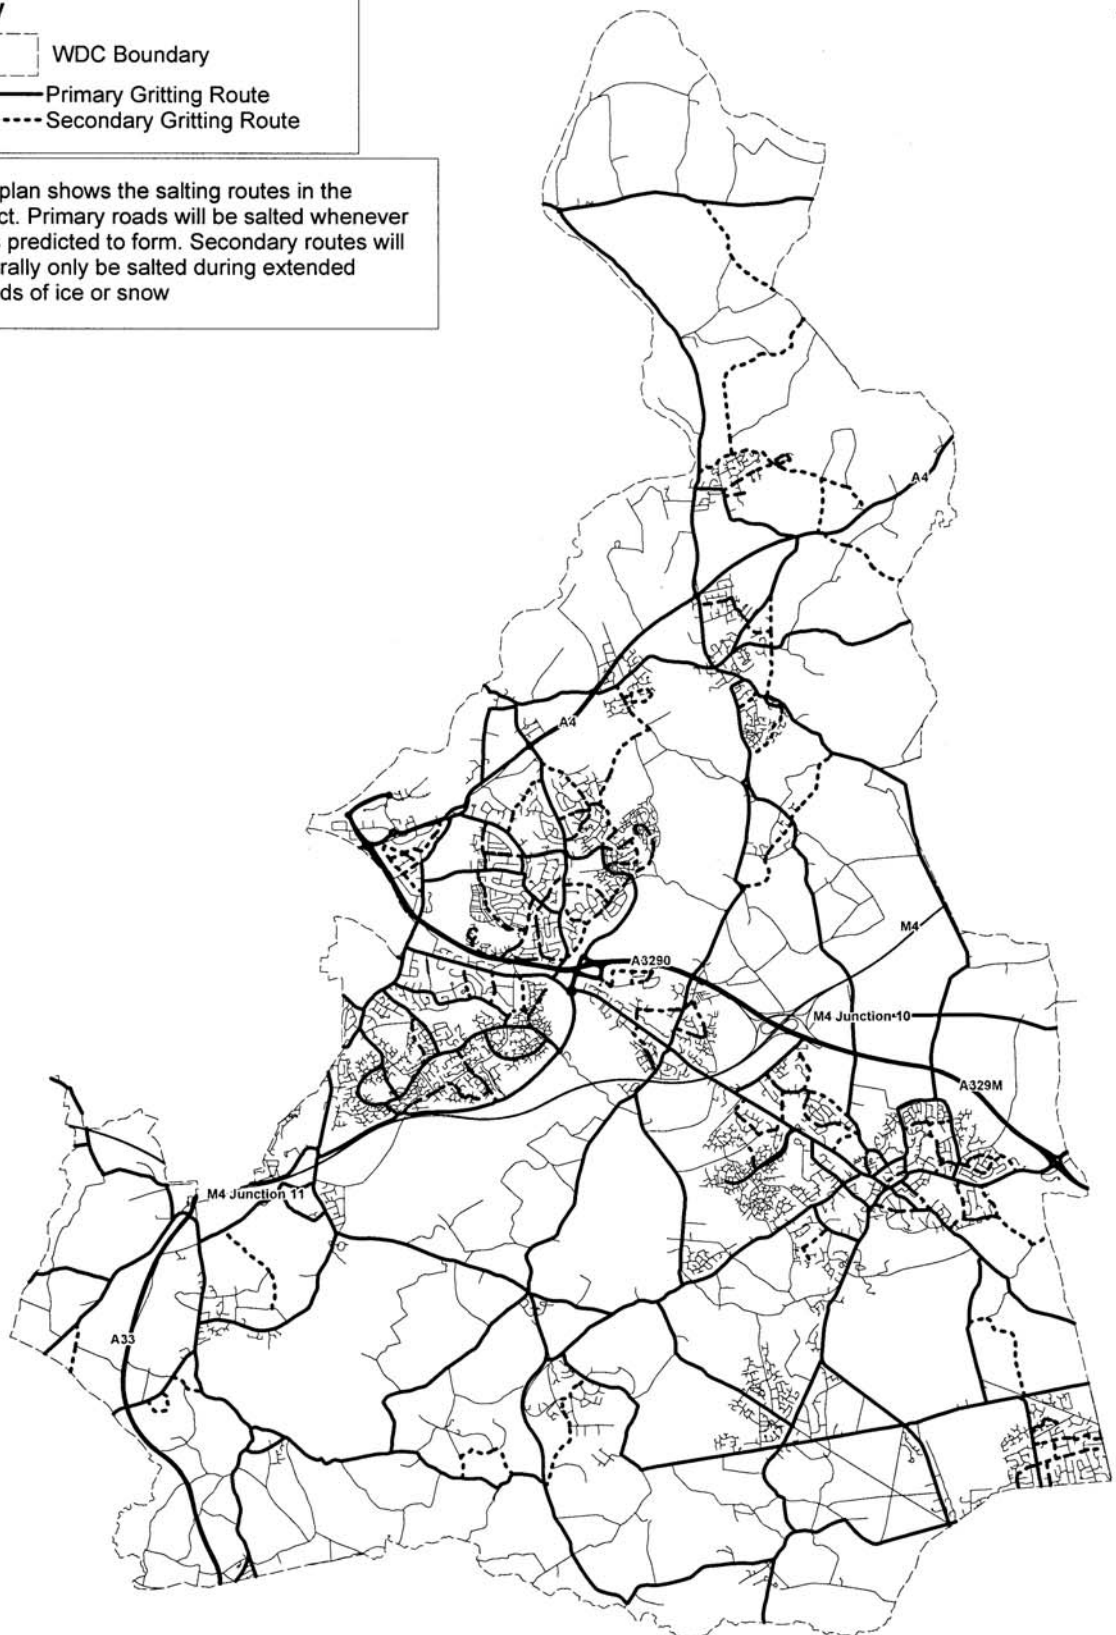 WDC Boundary
Primary Gritting Route
Secondary Gritting Route
plan shows the salting routes in the
ct. Primary roads will be salted whenever
predicted to form. Secondary routes will
rally only be salted during extended
ds of ice or snow
A4
A4
M4
A3290
M4 Junction 10
A329M
M4 Junction 11
A33